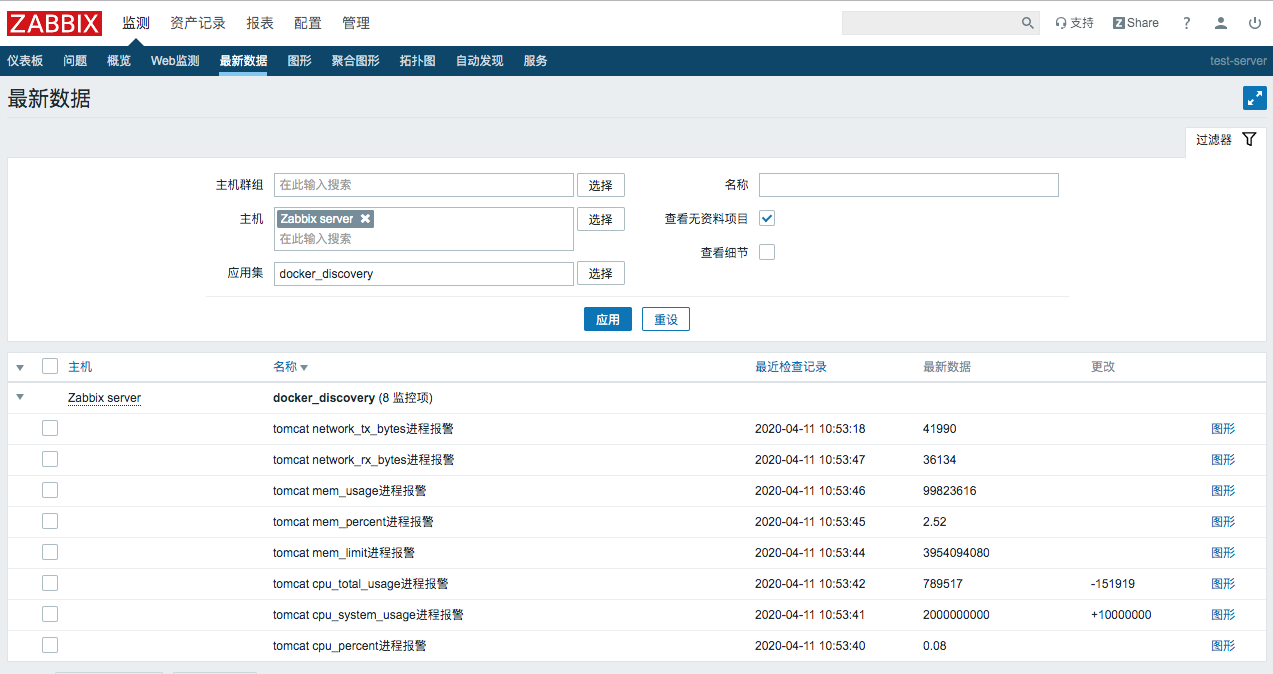 ZABBIX 监测 资产记录 报表 配置 管理 支持 Z Share ?
仪表板 问题 概览 Web监测 最新数据 图形 聚合图形 拓扑图 自动发现 服务 test-server
最新数据
过滤器
主机群组 在此输入搜索 选择 名称
主机 Zabbix server 选择 查看无资料项目
在此输入搜索
查看细节
应用集 docker_discovery 选择
应用 重设
主机 名称 最近检查记录 最新数据 更改
Zabbix server docker_discovery (8 监控项)
tomcat network_tx_bytes进程报警 2020-04-11 10:53:18 41990 图形
tomcat network_rx_bytes进程报警 2020-04-11 10:53:47 36134 图形
tomcat mem_usage进程报警 2020-04-11 10:53:46 99823616 图形
tomcat mem_percent进程报警 2020-04-11 10:53:45 2.52 图形
tomcat mem_limit进程报警 2020-04-11 10:53:44 3954094080 图形
tomcat cpu_total_usage进程报警 2020-04-11 10:53:42 789517 -151919 图形
tomcat cpu_system_usage进程报警 2020-04-11 10:53:41 2000000000 +10000000 图形
tomcat cpu_percent进程报警 2020-04-11 10:53:40 0.08 图形